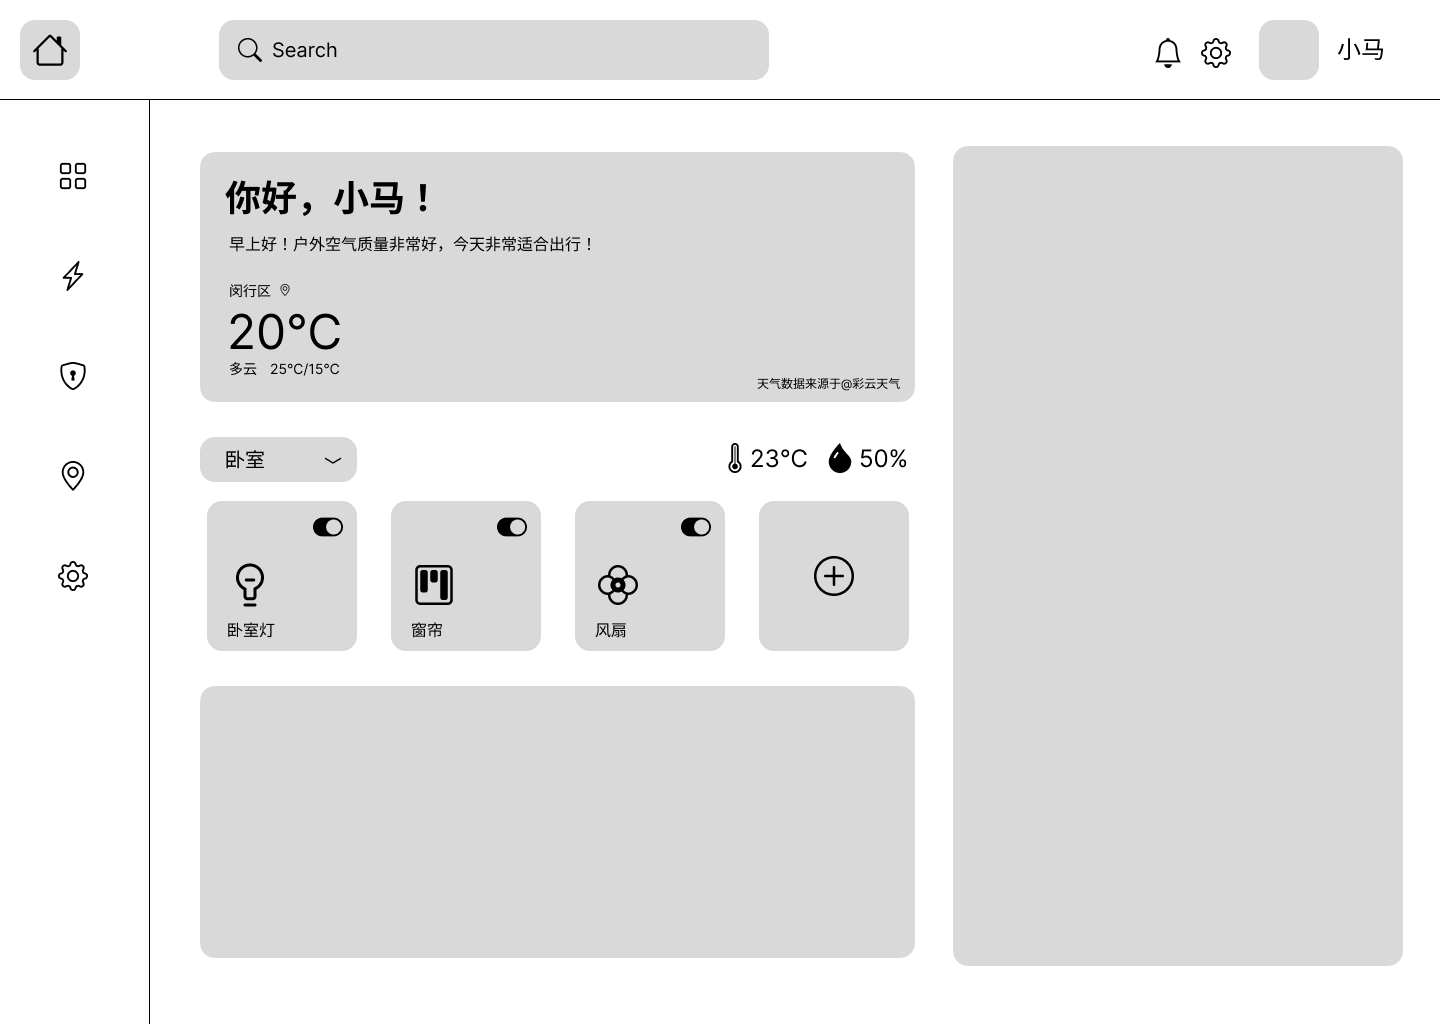 Search
小马
你好，小马！
早上好！户外空气质量非常好，今天非常适合出行！
闵行区
20°C
多云 25°C/15°C
天气数据来源于@彩云天气
卧室
23°C 50%
卧室灯 窗帘 风扇